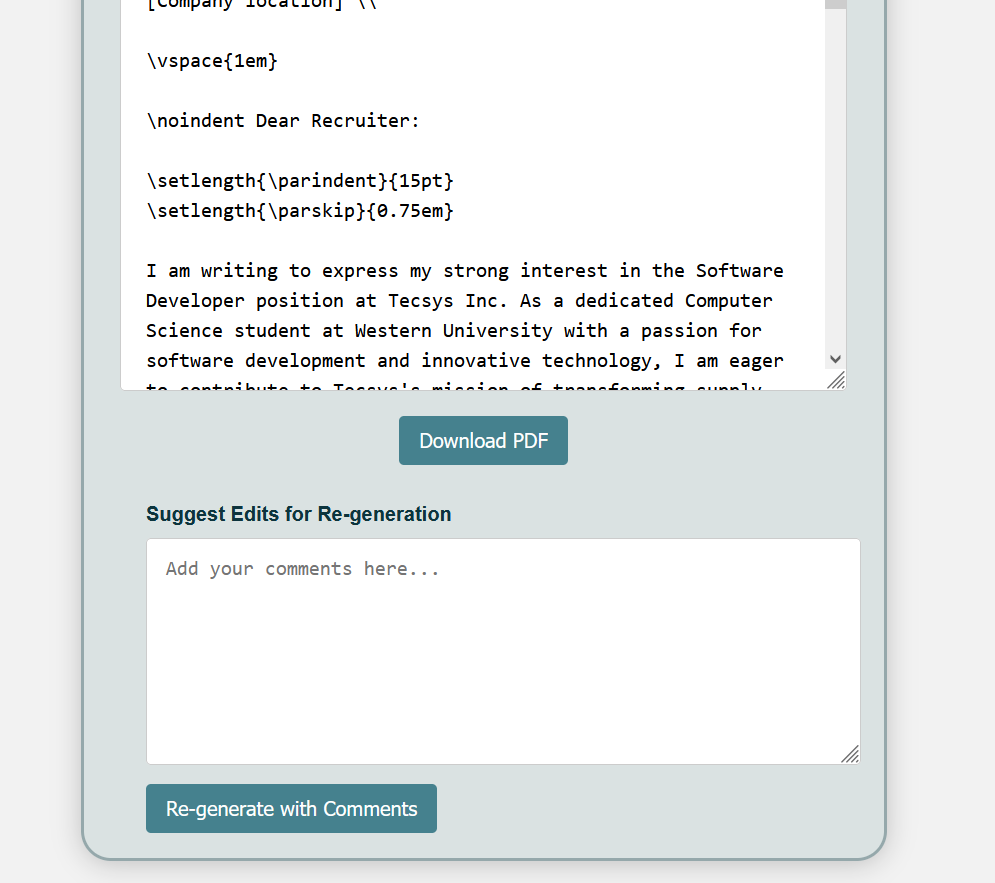 [Company location] \\
\vspace{1em}
\noindent Dear Recruiter:
\setlength{\parindent}{15pt}
\setlength{\parskip}{0.75em}
I am writing to express my strong interest in the Software
Developer position at Tecsys Inc. As a dedicated Computer
Science student at Western University with a passion for
software development and innovative technology, I am eager
to contribute to Tecsys's mission of transforming supply
Download PDF
Suggest Edits for Re-generation
Add your comments here...
Re-generate with Comments